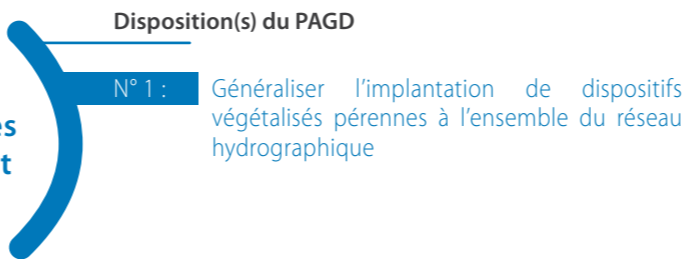 Disposition(s) du PAGD
N° 1 :
Généraliser l'implantation de dispositifs
végétalisés pérennes à l'ensemble du réseau
hydrographique